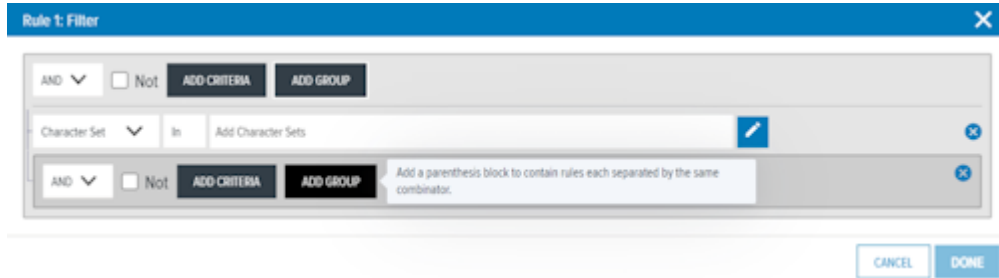 Rule 1: Filter
AND Not ADD CRITERIA ADD GROUP
Character Set In Add Character Sets
AND Not ADD CRITERIA ADD GROUP
Add a parenthesis block to contain rules each separated by the same
combinator.
CANCEL DONE